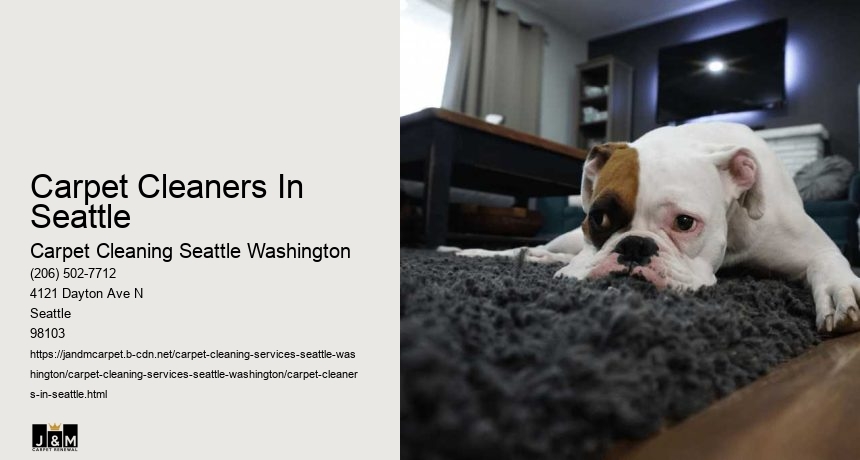 Carpet Cleaners In
Seattle
Carpet Cleaning Seattle Washington
(206) 502-7712
4121 Dayton Ave N
Seattle
98103
https://jandmcarpet.b-cdn.net/carpet-cleaning-services-seattle-was
hington/carpet-cleaning-services-seattle-washington/carpet-cleaner
s-in-seattle.html
J&M
CARPET RENEWAL